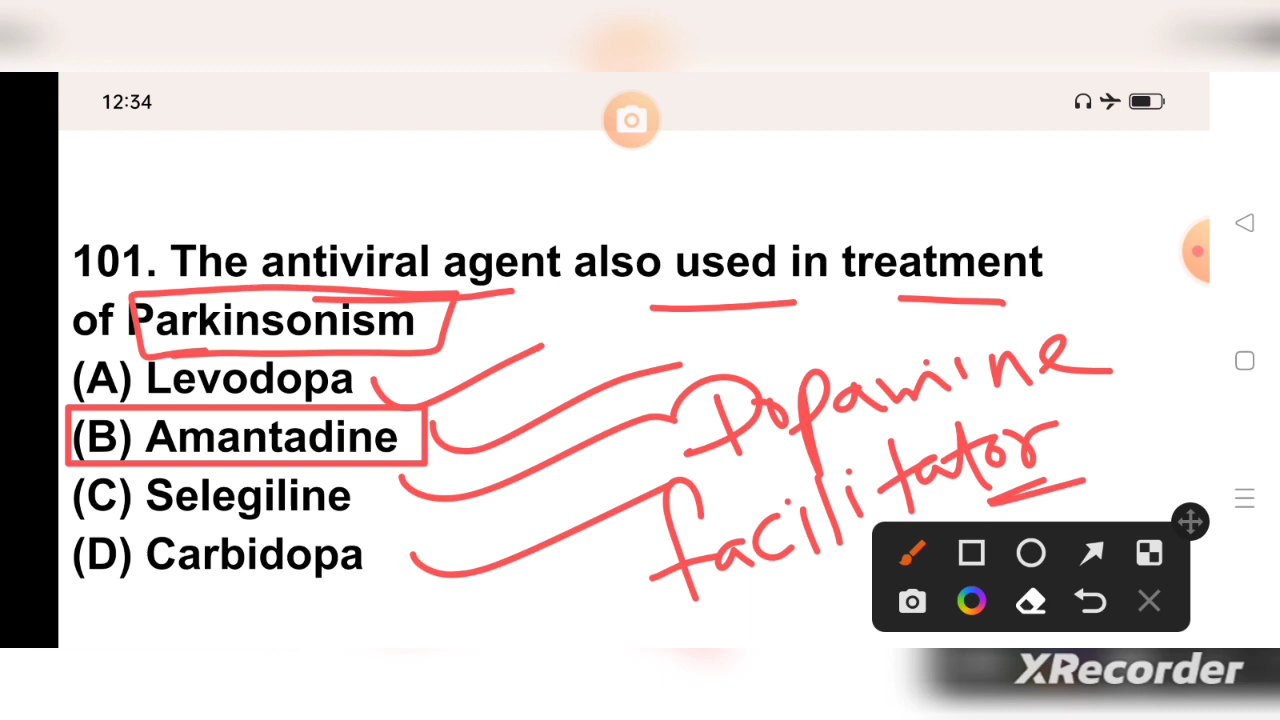 12:34
101. The antiviral agent also used in treatment
of Parkinsonism
(A) Levodopa
(B) Amantadine
(C) Selegiline
(D) Carbidopa
Dopamine
facilitator
XRecorder